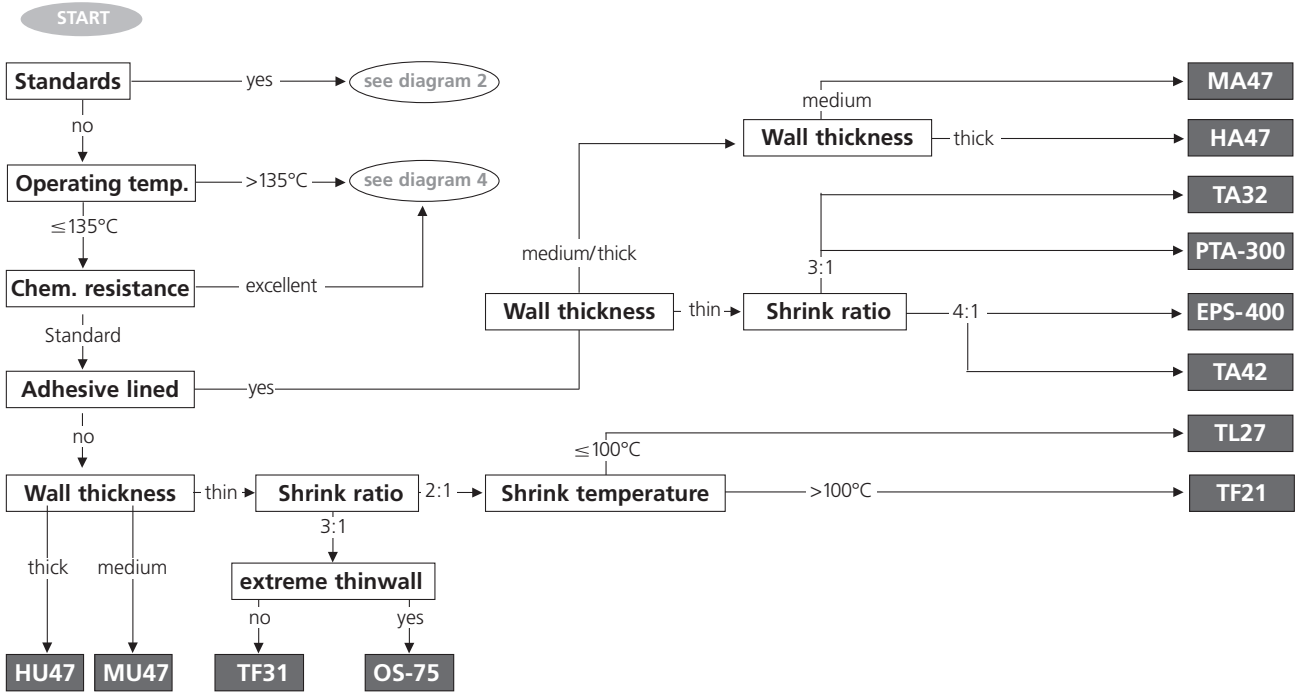 START
Standards
yes
see diagram 2
medium
MA47
no
Wall thickness
thick
HA47
Operating temp.
>135°C
see diagram 4
TA32
≤135°C
medium/thick
PTA-300
3:1
Chem. resistance
excellent
Wall thickness
thin
Shrink ratio
4:1
EPS-400
Standard
TA42
Adhesive lined
yes
no
TL27
≤100°C
Wall thickness
thin
Shrink ratio
2:1
Shrink temperature
>100°C
TF21
3:1
thick
medium
extreme thinwall
no
yes
HU47
MU47
TF31
OS-75